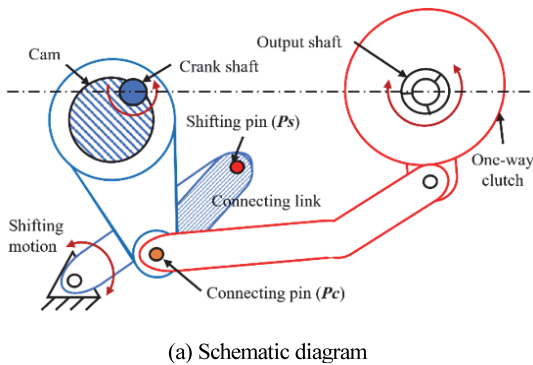 Cam
Crank shaft
Output shaft
Shifting pin (Ps)
One-way
clutch
Connecting link
Shifting
motion
Connecting pin (Pc)
(a) Schematic diagram